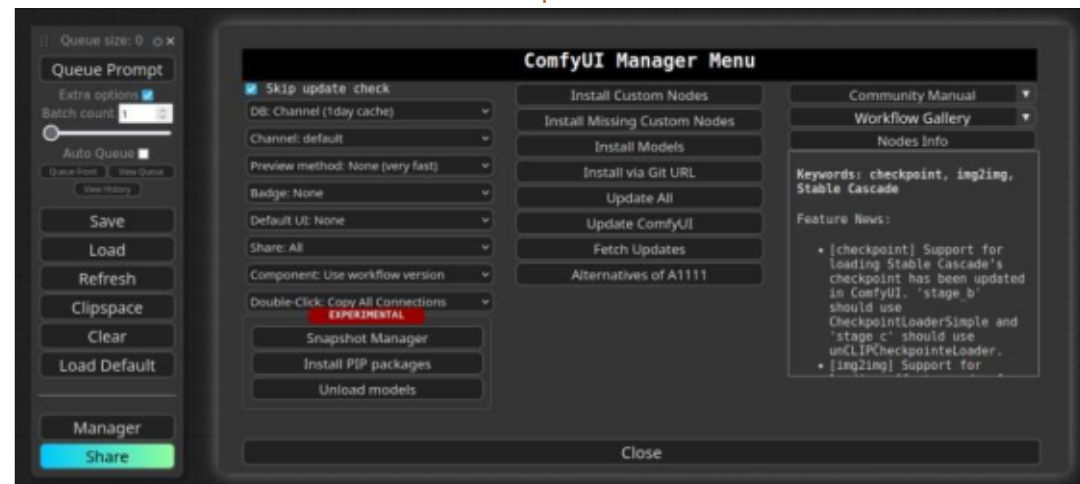 Queue size: 0
Queue Prompt
Extra options
Batch count 1
Auto Queue
Queue Front View Queue
View History
Save
Load
Refresh
Clipspace
Clear
Load Default
Manager
Share
ComfyUI Manager Menu
Skip update check
DB: Channel (1day cache)
Channel: default
Preview method: None (very fast)
Badge: None
Default UI: None
Share: All
Component: Use workflow version
Double-Click: Copy All Connections
EXPERIMENTAL
Snapshot Manager
Install PIP packages
Unload models
Install Custom Nodes
Install Missing Custom Nodes
Install Models
Install via Git URL
Update All
Update ComfyUI
Fetch Updates
Alternatives of A1111
Community Manual
Workflow Gallery
Nodes Info
Keywords: checkpoint, img2img,
Stable Cascade
Feature News:
• [checkpoint] Support for
loading Stable Cascade's
checkpoint has been updated
in ComfyUI. 'stage_b'
should use
CheckpointLoaderSimple and
'stage c' should use
unCLIPCheckpointeLoader.
• [img2img] Support for
Close